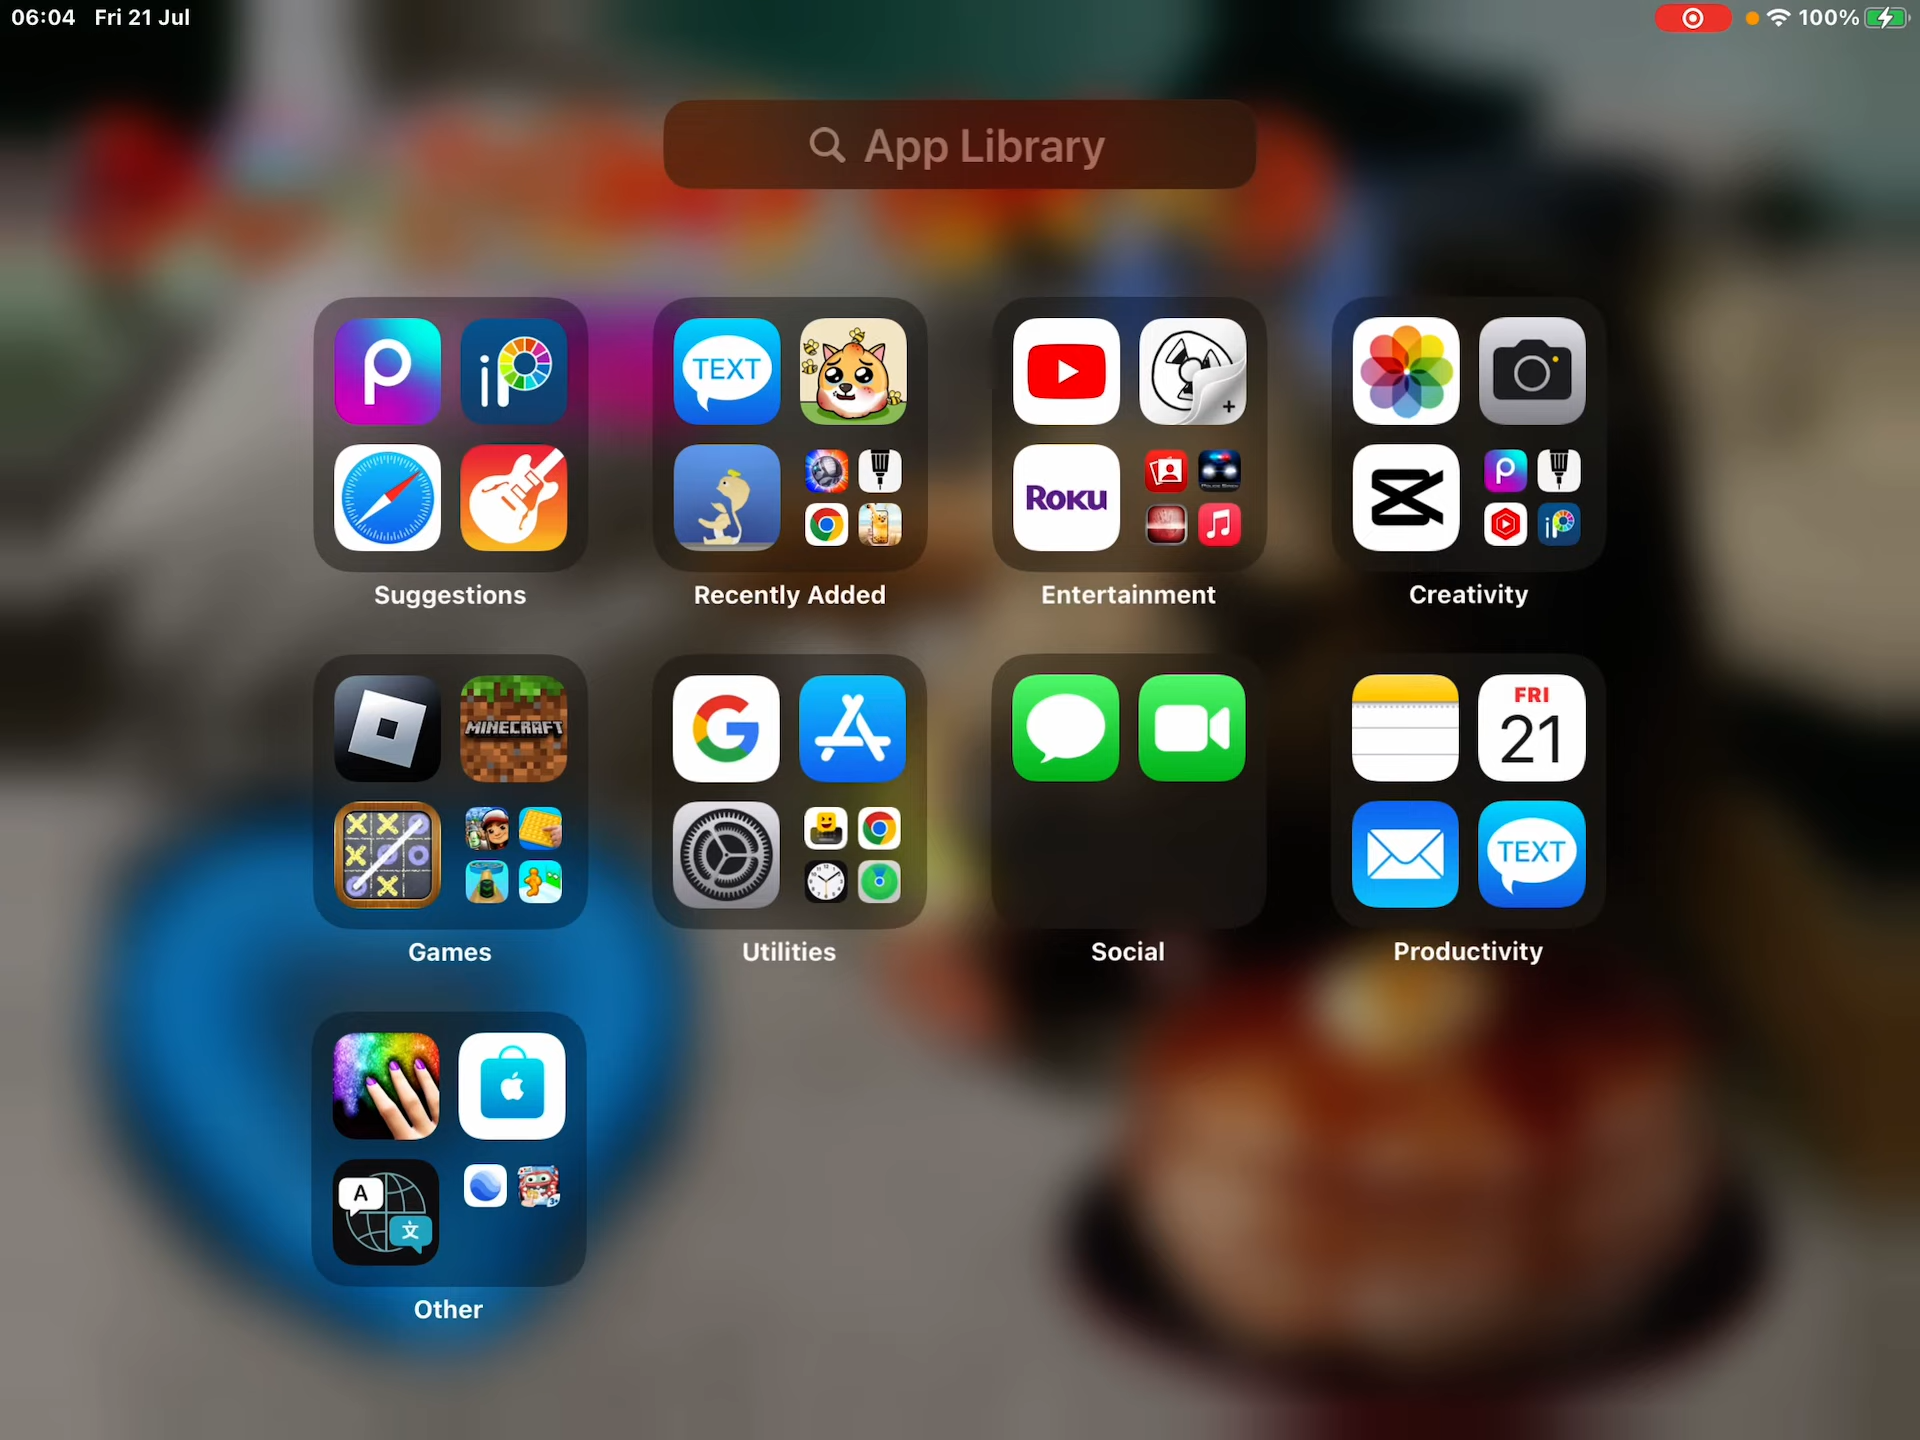 06:04 Fri 21 Jul
100%
App Library
TEXT
ROKU
Suggestions
Recently Added
Entertainment
Creativity
MINECRAFT
FRI
21
TEXT
Games
Utilities
Social
Productivity
A
文
Other